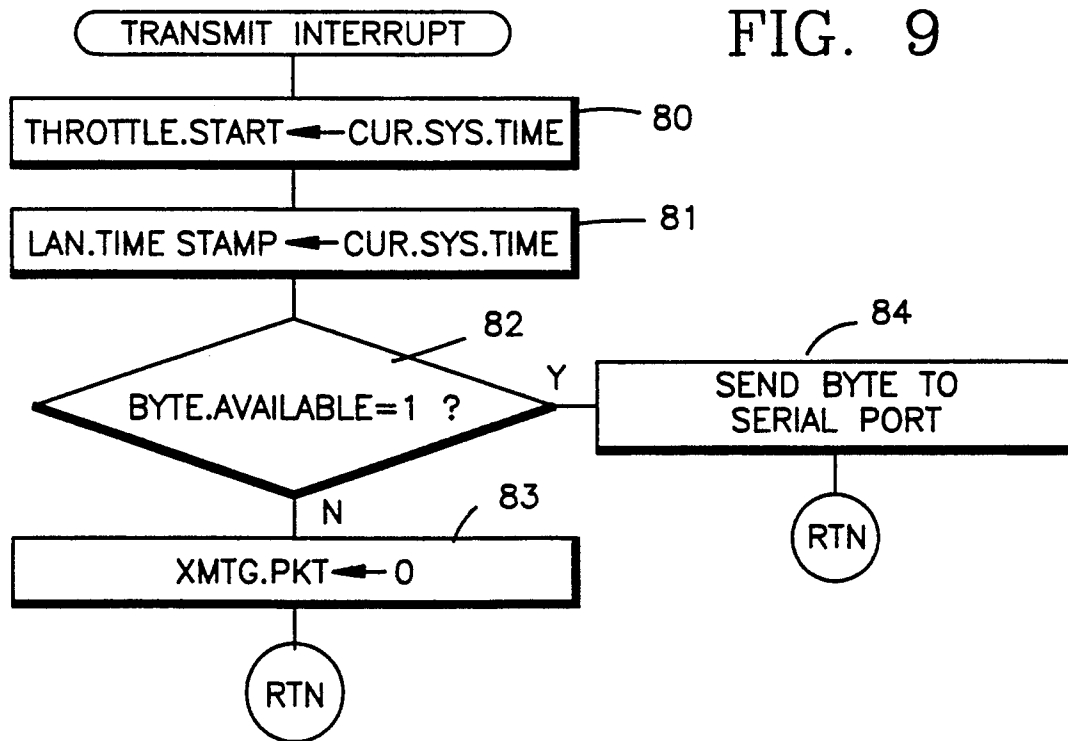 TRANSMIT INTERRUPT
FIG. 9
THROTTLE.START←CUR.SYS.TIME
80
LAN.TIME STAMP←CUR.SYS.TIME
81
82
BYTE.AVAILABLE=1 ?
Y
84
SEND BYTE TO
SERIAL PORT
RTN
N
83
XMTG.PKT←0
RTN